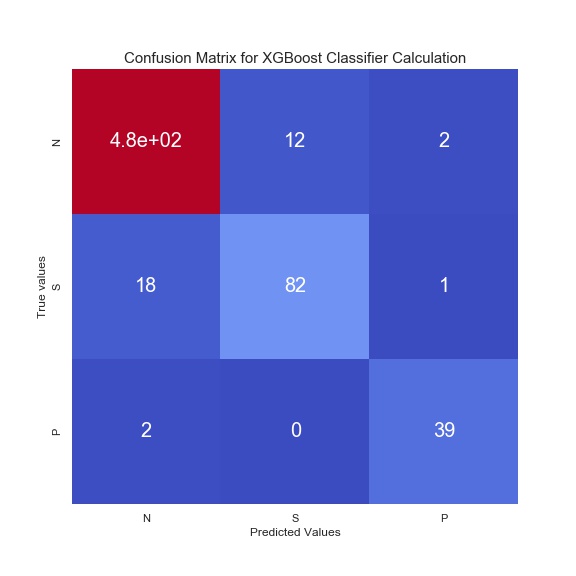 Confusion Matrix for XGBoost Classifier Calculation
N
4.8e+02 12 2
True values
S
18 82 1
P
2 0 39
N S P
Predicted Values